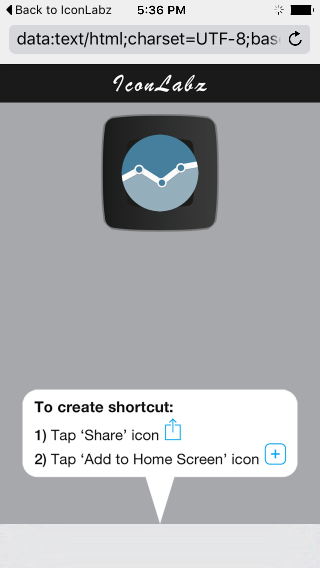 Back to IconLabz
5:36 PM
data:text/html;charset=UTF-8;bas
IconLabz
To create shortcut:
1) Tap ‘Share’ icon
2) Tap ‘Add to Home Screen’ icon